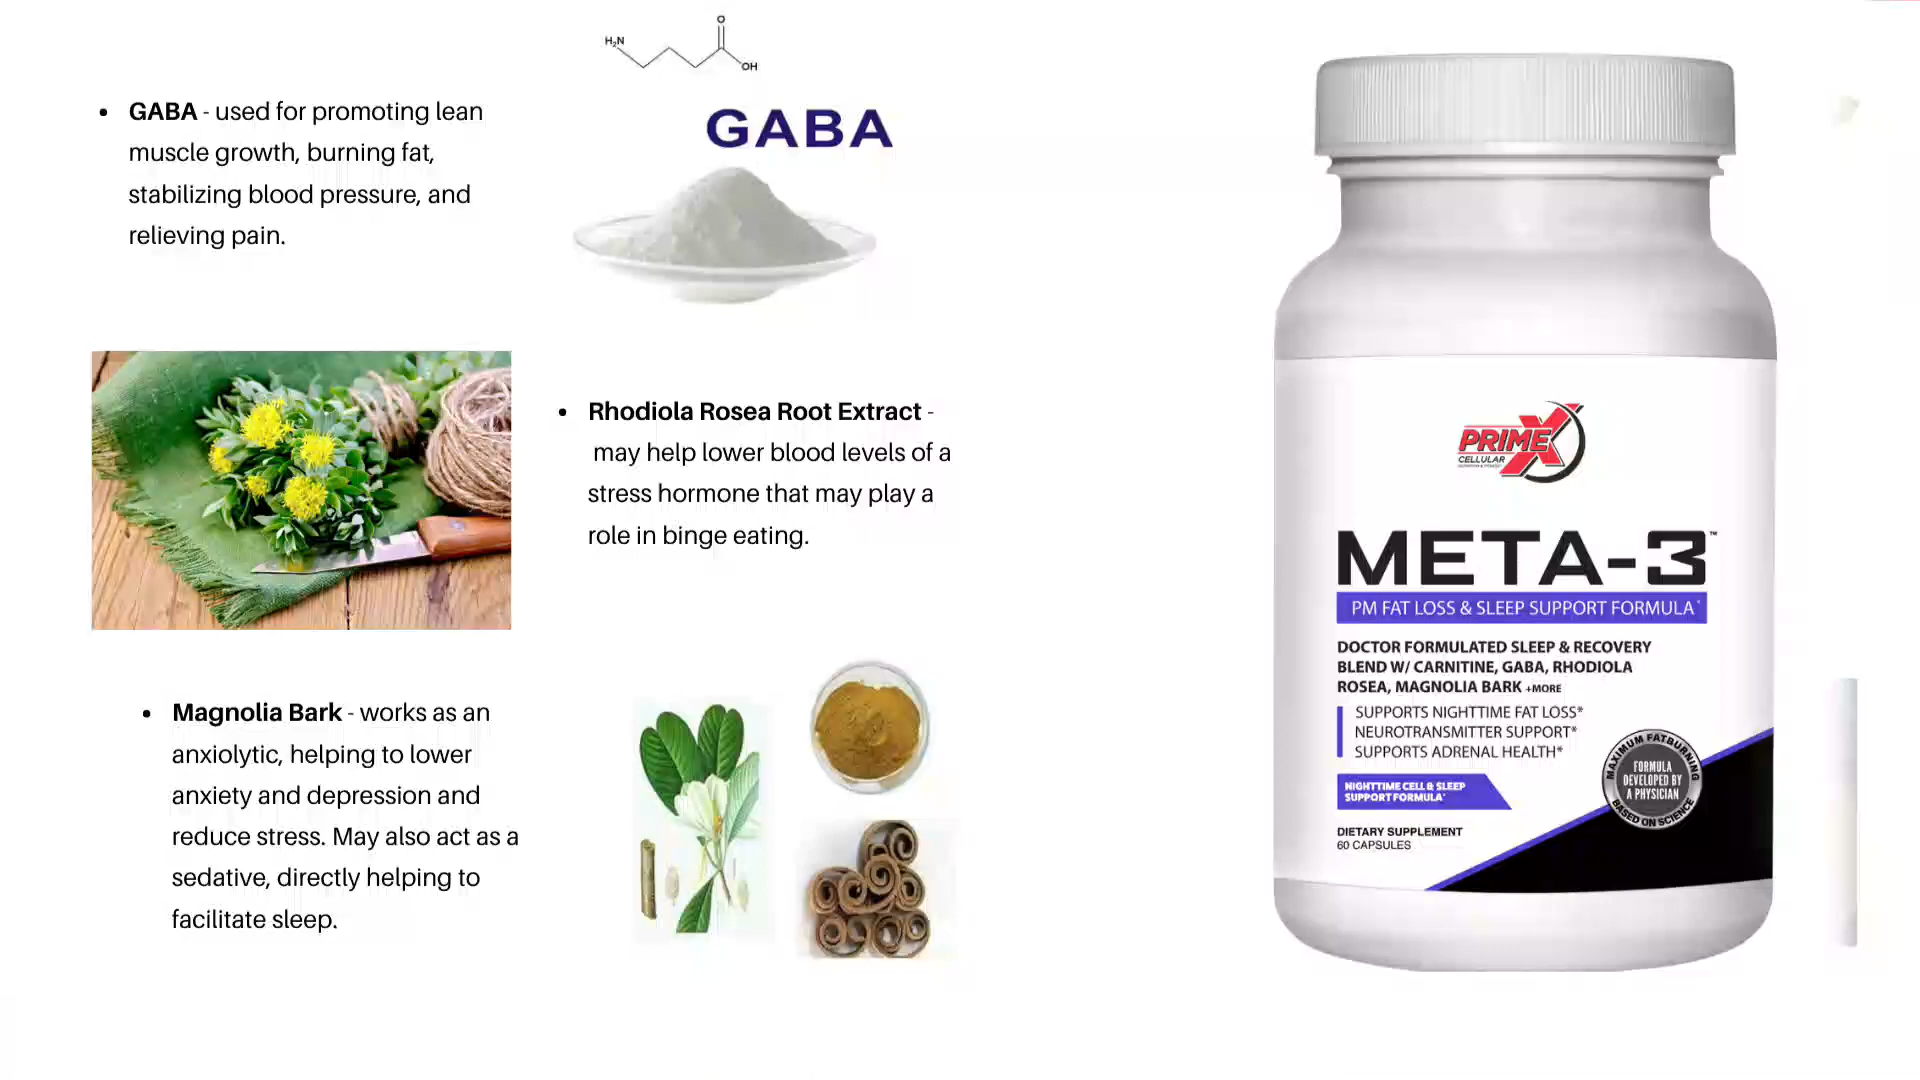 H₂N
O
OH
GABA
• GABA - used for promoting lean
muscle growth, burning fat,
stabilizing blood pressure, and
relieving pain.
• Rhodiola Rosea Root Extract -
may help lower blood levels of a
stress hormone that may play a
role in binge eating.
• Magnolia Bark - works as an
anxiolytic, helping to lower
anxiety and depression and
reduce stress. May also act as a
sedative, directly helping to
facilitate sleep.
PRIME X
CELLULAR
META-3™
PM FAT LOSS & SLEEP SUPPORT FORMULA*
DOCTOR FORMULATED SLEEP & RECOVERY
BLEND W/ CARNITINE, GABA, RHODIOLA
ROSEA, MAGNOLIA BARK +MORE
SUPPORTS NIGHTTIME FAT LOSS*
NEUROTRANSMITTER SUPPORT*
SUPPORTS ADRENAL HEALTH*
NIGHTTIME CELL & SLEEP
SUPPORT FORMULA*
MAXIMUM FATBURNING
FORMULA
DEVELOPED BY
A PHYSICIAN
BASED ON SCIENCE
DIETARY SUPPLEMENT
60 CAPSULES